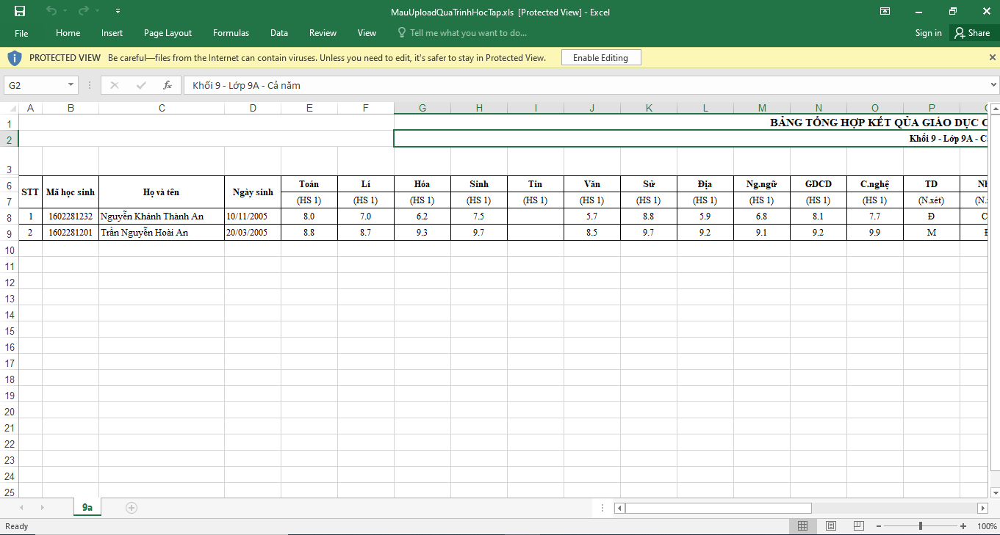 MauUploadQuaTrinhHocTap.xls [Protected View] - Excel
File Home Insert Page Layout Formulas Data Review View Tell me what you want to do... Sign in Share
PROTECTED VIEW Be careful—files from the Internet can contain viruses. Unless you need to edit, it's safer to stay in Protected View. Enable Editing
G2 fx Khối 9 - Lớp 9A - Cả năm
A B C D E F G H I J K L M N O P
1 BẢNG TỔNG HỢP KẾT QỦA GIÁO DỤC
2 Khối 9 - Lớp 9A -
3
6 STT Mã học sinh Họ và tên Ngày sinh Toán Lí Hóa Sinh Tin Văn Sử Địa Ng.ngữ GDCD C.nghệ TD
7 (HS 1) (HS 1) (HS 1) (HS 1) (HS 1) (HS 1) (HS 1) (HS 1) (HS 1) (HS 1) (HS 1) (N.xét)
8 1 1602281232 Nguyễn Khánh Thành An 10/11/2005 8.0 7.0 6.2 7.5 5.7 8.8 5.9 6.8 8.1 7.7 Đ
9 2 1602281201 Trần Nguyễn Hoài An 20/03/2005 8.8 8.7 9.3 9.7 8.5 9.7 9.2 9.1 9.2 9.9 M
10
11
12
13
14
15
16
17
18
19
20
21
22
23
24
25
9a
Ready 100%